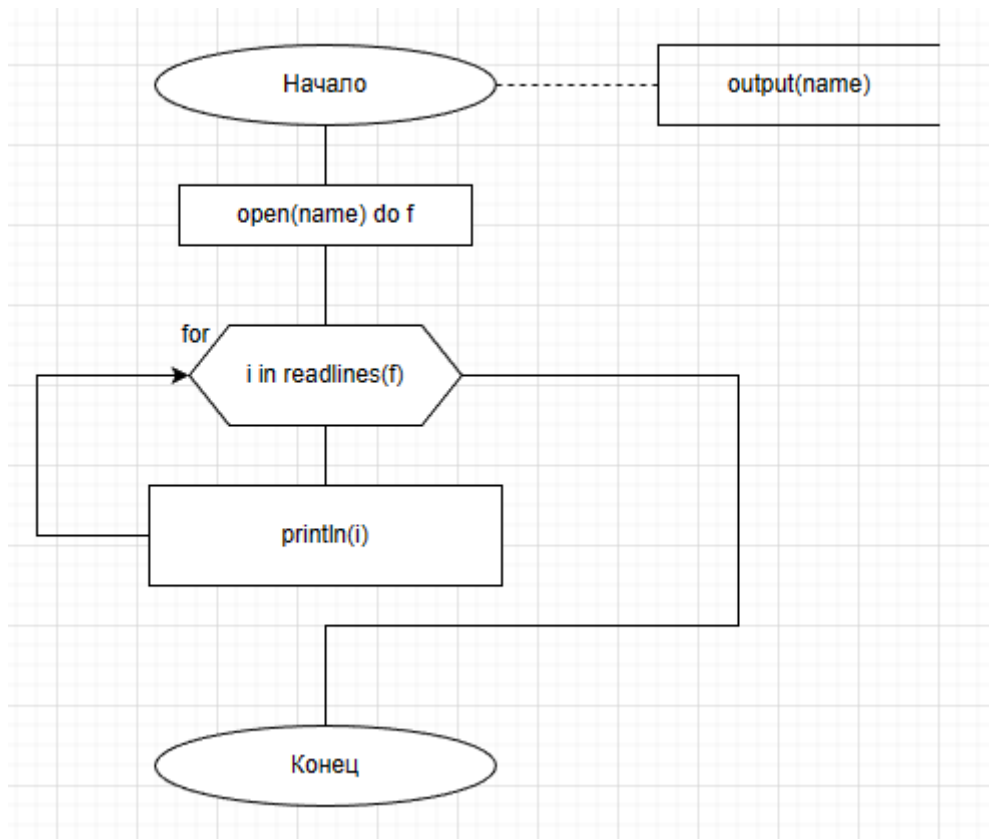 Начало
output(name)
open(name) do f
for
i in readlines(f)
println(i)
Конец